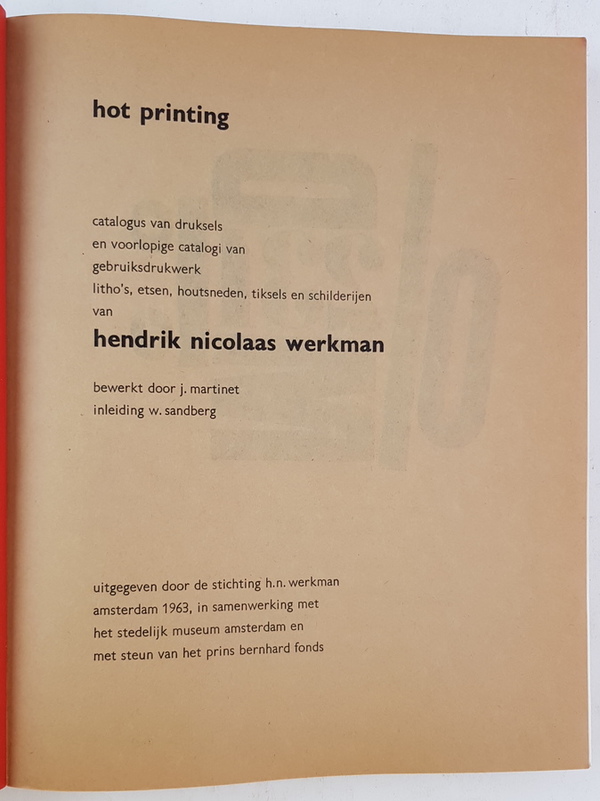 hot printing
catalogus van druksels
en voorlopige catalogi van
gebruiksdrukwerk
litho's, etsen, houtsneden, tiksels en schilderijen
van
hendrik nicolaas werkman
bewerkt door j. martinet
inleiding w. sandberg
uitgegeven door de stichting h.n. werkman
amsterdam 1963, in samenwerking met
het stedelijk museum amsterdam en
met steun van het prins bernhard fonds